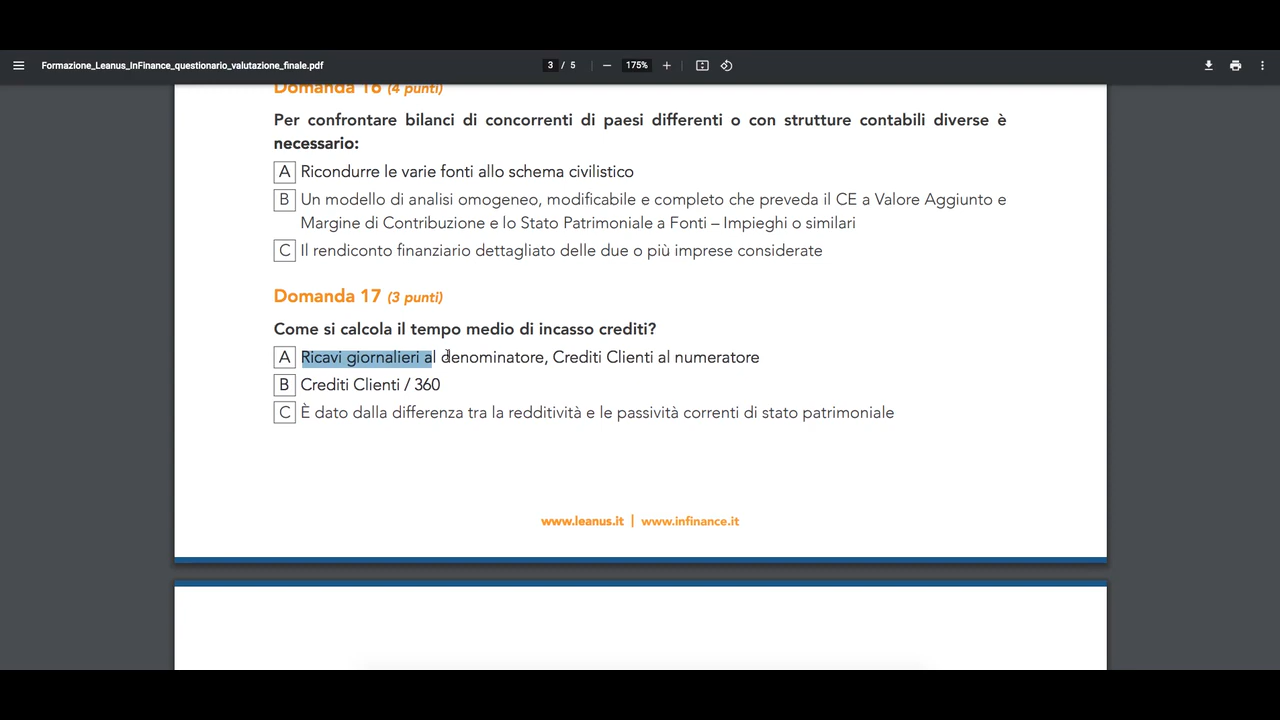 Formazione_Leanus_InFinance_questionario_valutazione_finale.pdf
3 / 5
175%
Domanda 16 (4 punti)
Per confrontare bilanci di concorrenti di paesi differenti o con strutture contabili diverse è
necessario:
A Ricondurre le varie fonti allo schema civilistico
B Un modello di analisi omogeneo, modificabile e completo che preveda il CE a Valore Aggiunto e
Margine di Contribuzione e lo Stato Patrimoniale a Fonti – Impieghi o similari
C Il rendiconto finanziario dettagliato delle due o più imprese considerate
Domanda 17 (3 punti)
Come si calcola il tempo medio di incasso crediti?
A Ricavi giornalieri al denominatore, Crediti Clienti al numeratore
B Crediti Clienti / 360
C È dato dalla differenza tra la redditività e le passività correnti di stato patrimoniale
www.leanus.it | www.infinance.it